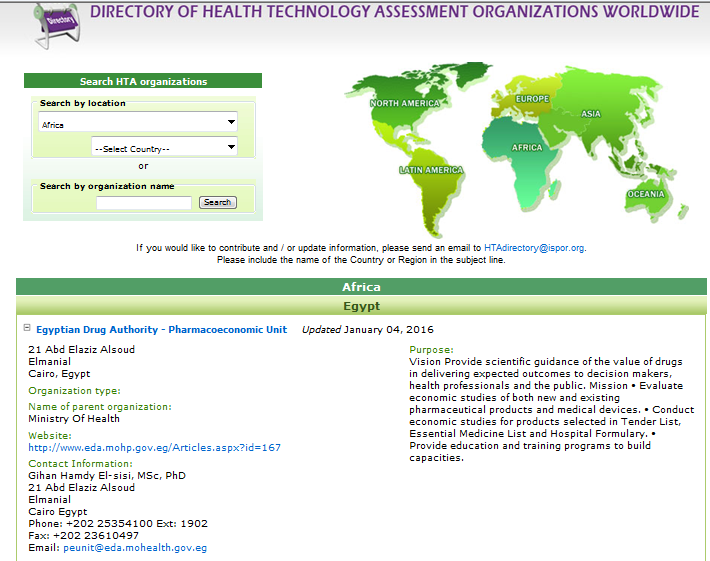 Directory
DIRECTORY OF HEALTH TECHNOLOGY ASSESSMENT ORGANIZATIONS WORLDWIDE
Search HTA organizations
Search by location
Africa
--Select Country--
or
Search by organization name
Search
NORTH AMERICA
EUROPE
ASIA
AFRICA
LATIN AMERICA
OCEANIA
If you would like to contribute and / or update information, please send an email to HTAdirectory@ispor.org.
Please include the name of the Country or Region in the subject line.
Africa
Egypt
Egyptian Drug Authority - Pharmacoeconomic Unit Updated January 04, 2016
21 Abd Elaziz Alsoud
Elmanial
Cairo, Egypt
Organization type:
Name of parent organization:
Ministry Of Health
Website:
http://www.eda.mohp.gov.eg/Articles.aspx?id=167
Contact Information:
Gihan Hamdy El-sisi, MSc, PhD
21 Abd Elaziz Alsoud
Elmanial
Cairo Egypt
Phone: +202 25354100 Ext: 1902
Fax: +202 23610497
Email: peunit@eda.mohealth.gov.eg
Purpose:
Vision Provide scientific guidance of the value of drugs
in delivering expected outcomes to decision makers,
health professionals and the public. Mission • Evaluate
economic studies of both new and existing
pharmaceutical products and medical devices. • Conduct
economic studies for products selected in Tender List,
Essential Medicine List and Hospital Formulary. •
Provide education and training programs to build
capacities.